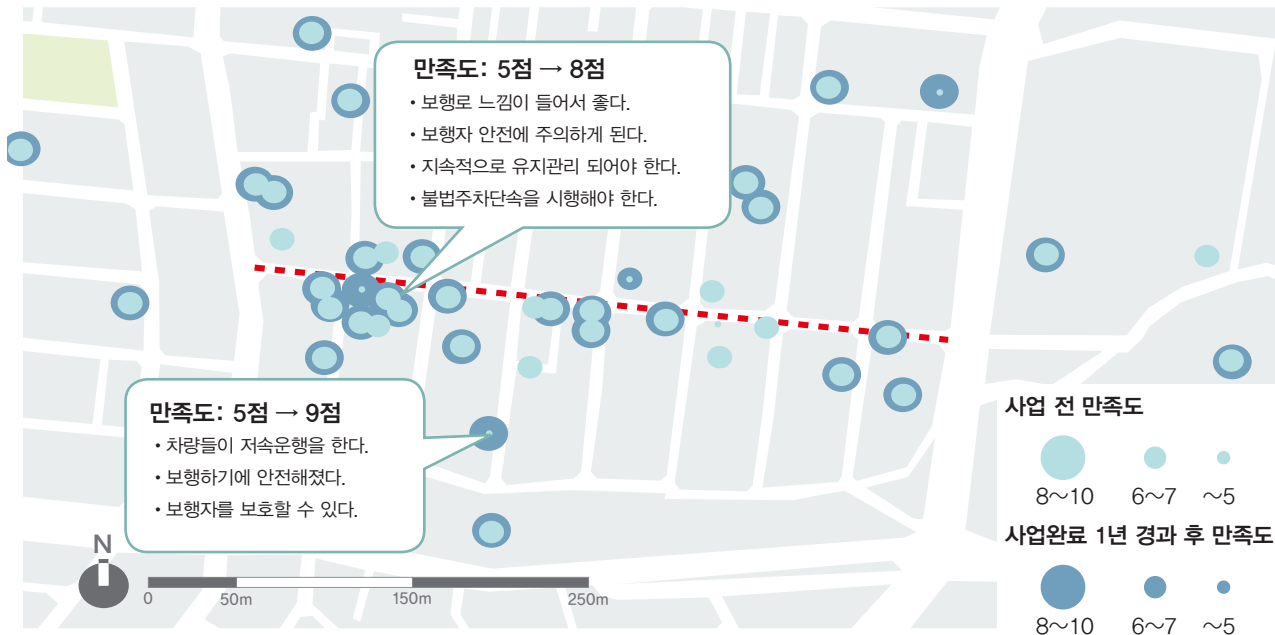 만족도: 5점 → 8점
• 보행로 느낌이 들어서 좋다.
• 보행자 안전에 주의하게 된다.
• 지속적으로 유지관리 되어야 한다.
• 불법주차단속을 시행해야 한다.
만족도: 5점 → 9점
• 차량들이 저속운행을 한다.
• 보행하기에 안전해졌다.
• 보행자를 보호할 수 있다.
N
0 50m 150m 250m
사업 전 만족도
8~10 6~7 ~5
사업완료 1년 경과 후 만족도
8~10 6~7 ~5